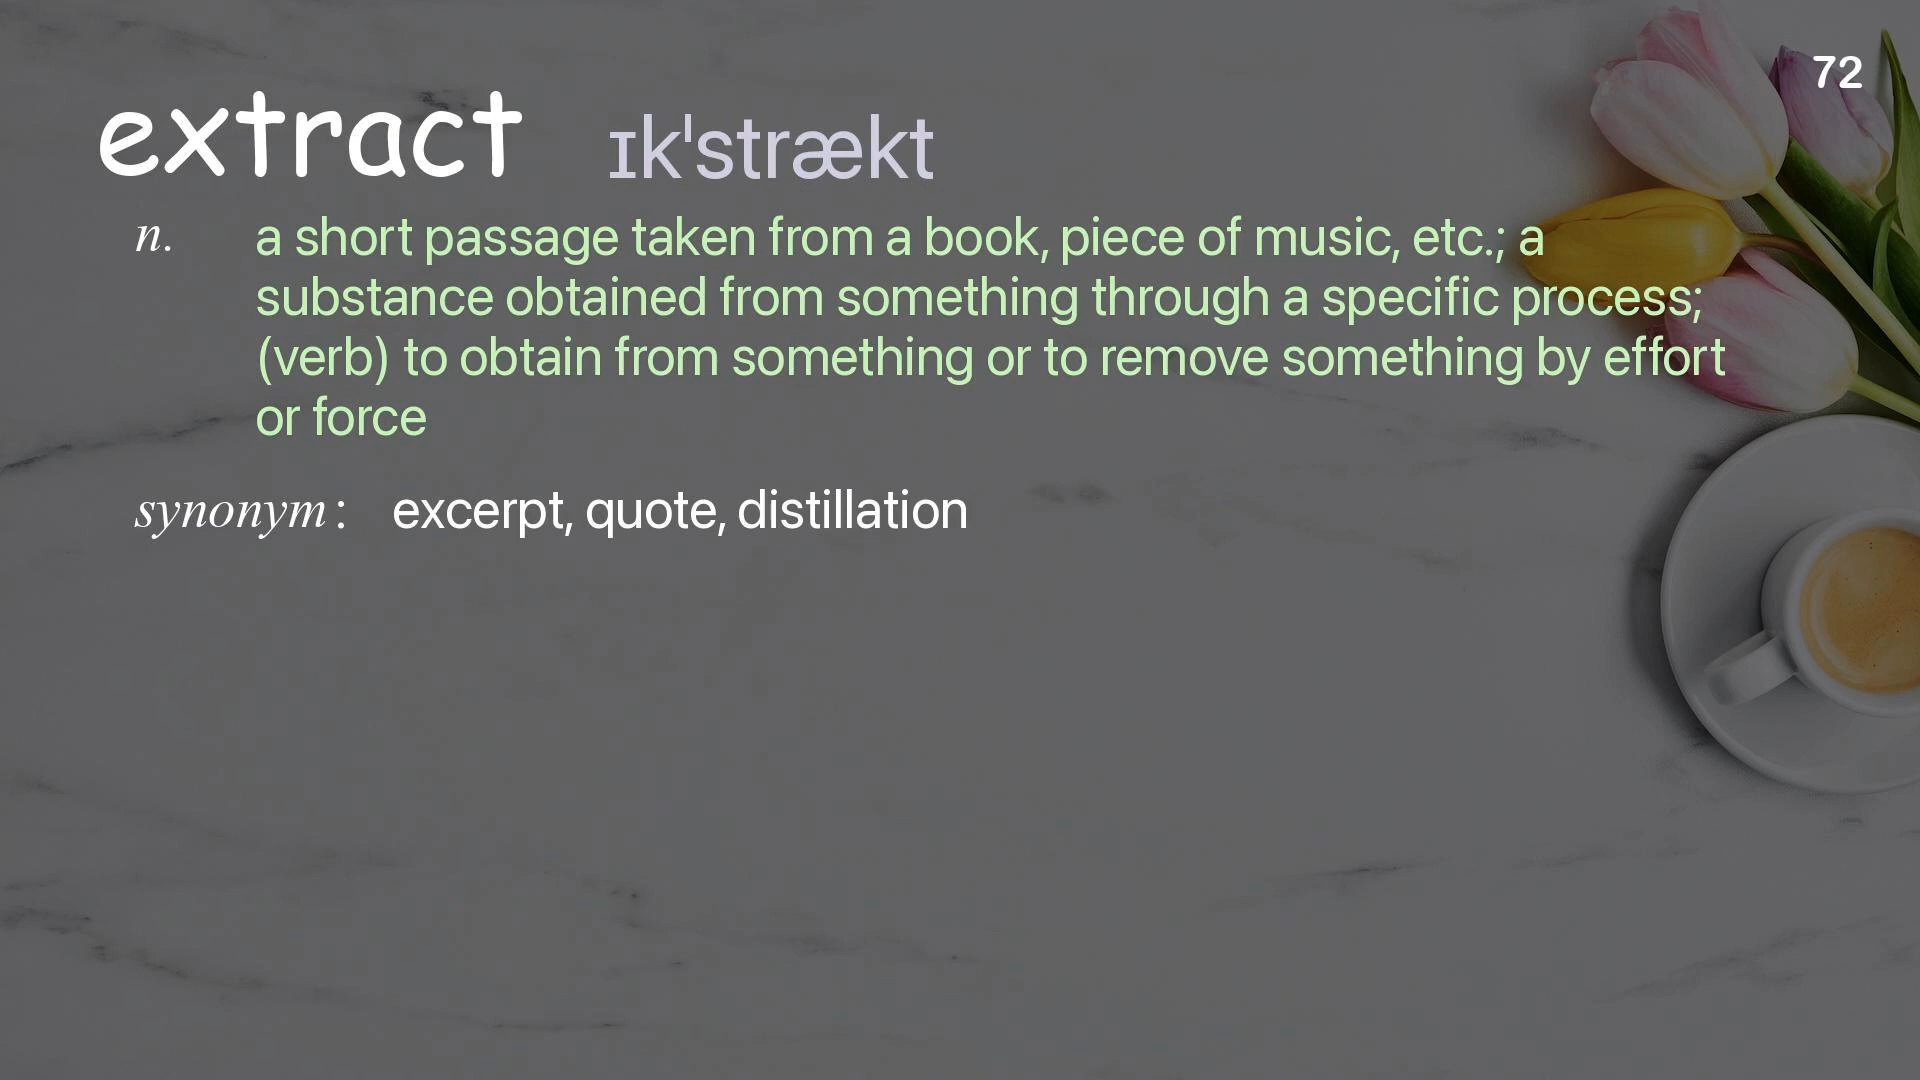 72
extract ɪkˈstrækt
n. a short passage taken from a book, piece of music, etc.; a
substance obtained from something through a specific process;
(verb) to obtain from something or to remove something by effort
or force
synonym: excerpt, quote, distillation